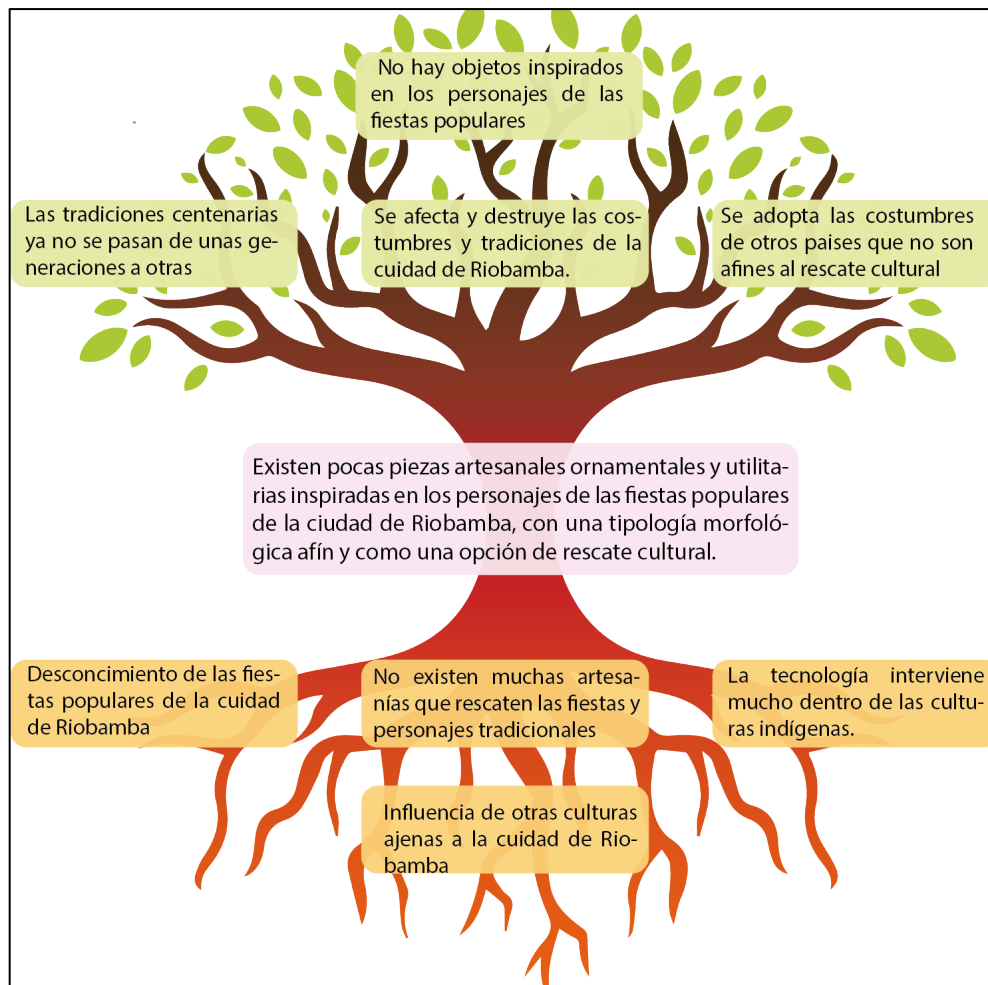 No hay objetos inspirados
en los personajes de las
fiestas populares
Las tradiciones centenarias
ya no se pasan de unas ge-
neraciones a otras
Se afecta y destruye las cos-
tumbres y tradiciones de la
cuidad de Riobamba.
Se adopta las costumbres
de otros paises que no son
afines al rescate cultural
Existen pocas piezas artesanales ornamentales y utilita-
rias inspiradas en los personajes de las fiestas populares
de la ciudad de Riobamba, con una tipología morfoló-
gica afín y como una opción de rescate cultural.
Desconcimiento de las fies-
tas populares de la cuidad
de Riobamba
No existen muchas artesa-
nías que rescaten las fiestas y
personajes tradicionales
La tecnología interviene
mucho dentro de las cultu-
ras indígenas.
Influencia de otras culturas
ajenas a la cuidad de Rio-
bamba